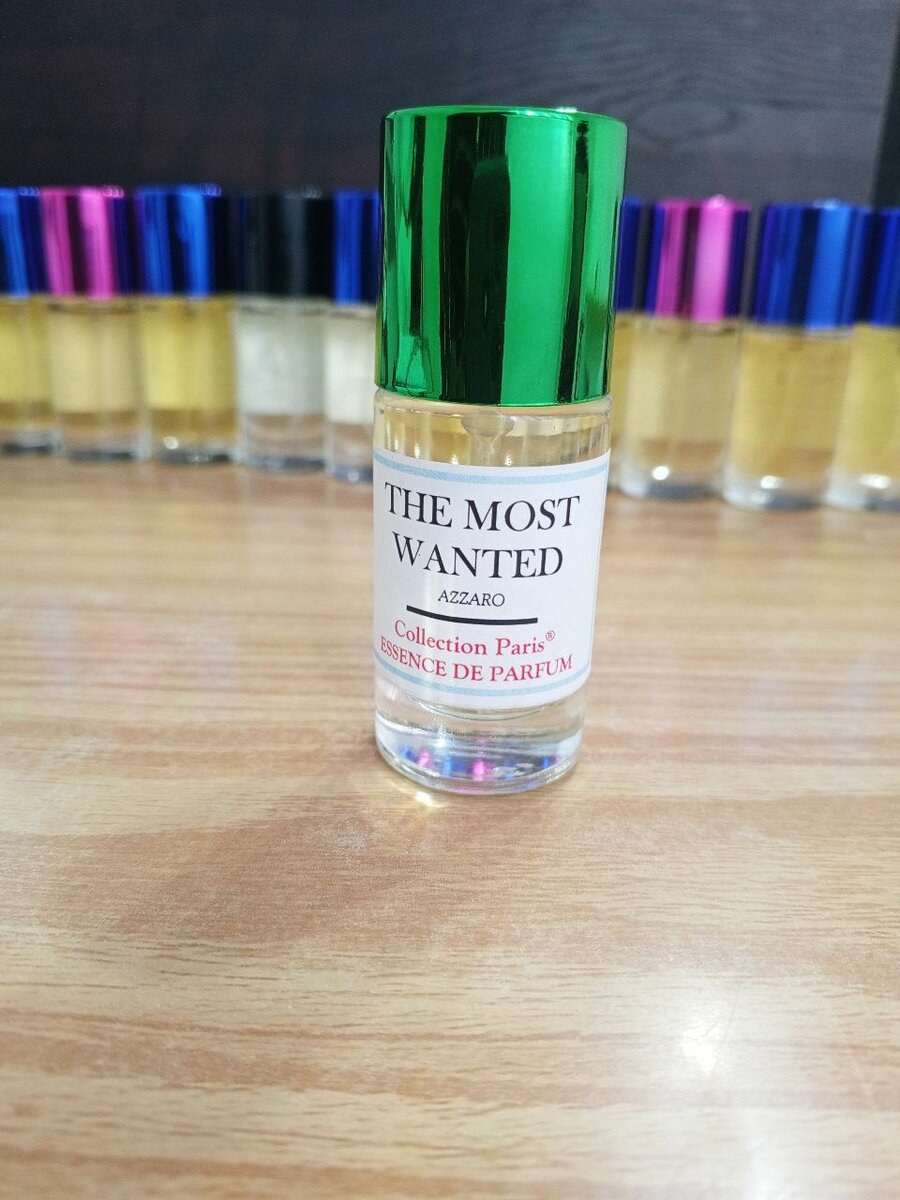 THE MOST
WANTED
AZZARO
Collection Paris®
ESSENCE DE PARFUM